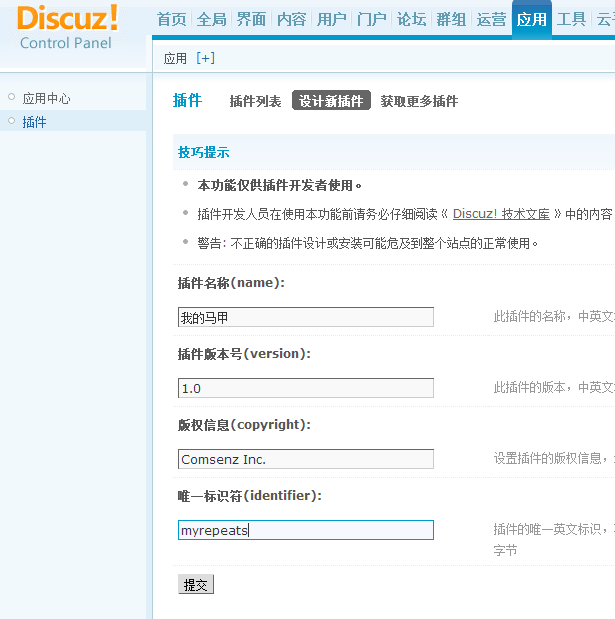 Discuz!
Control Panel
首页 全局 界面 内容 用户 门户 论坛 群组 运营 应用 工具
应用 [+]
应用中心
插件
插件 插件列表 设计新插件 获取更多插件
技巧提示
本功能仅供插件开发者使用。
插件开发人员在使用本功能前请务必仔细阅读《 Discuz! 技术文库 》中的内容
警告: 不正确的插件设计或安装可能危及到整个站点的正常使用。
插件名称(name):
我的马甲 此插件的名称，中英文
插件版本号(version):
1.0 此插件的版本，中英文
版权信息(copyright):
Comsenz Inc. 设置插件的版权信息，
唯一标识符(identifier):
myrepeats 插件的唯一英文标识，
字节
提交